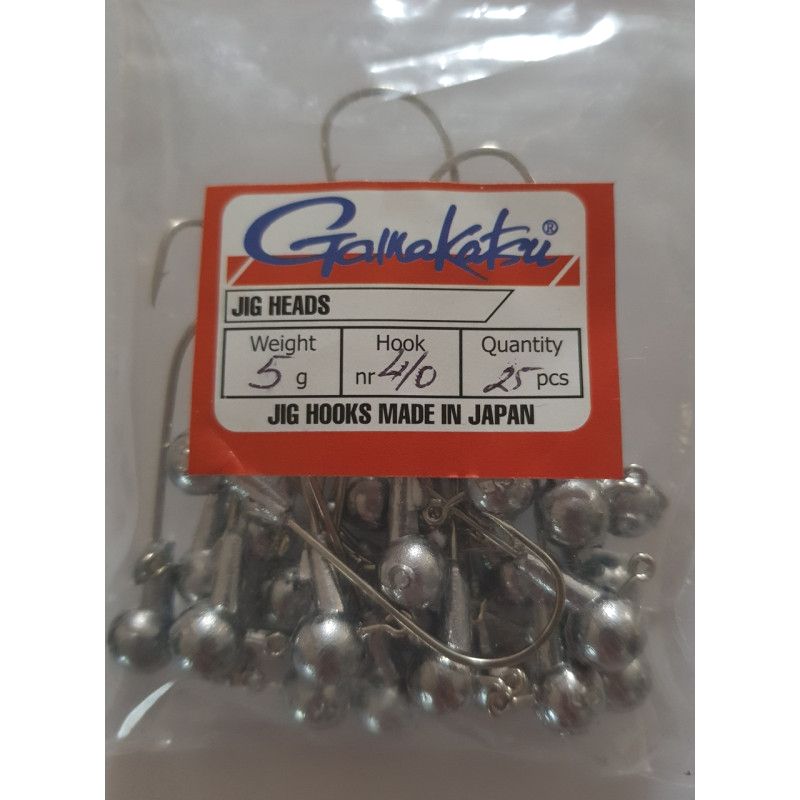 Gamakatsu®
JIG HEADS
Weight Hook Quantity
5 g nr 4/0 25 pcs
JIG HOOKS MADE IN JAPAN